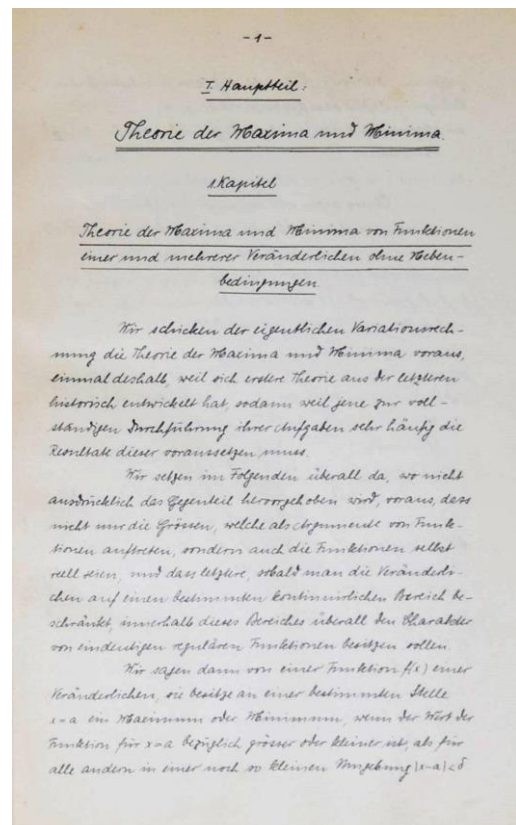 -1-
I. Hauptteil:
Theorie der Maxima und Minima.
1 Kapitel
Theorie der Maxima und Minima von Funktionen
einer und mehrerer Veränderlichen ohne Neben-
bedingungen
Wir schicken der eigentlichen Variationsrech-
nung die Theorie der Maxima und Minima voraus,
einmal deshalb, weil sich erstere Theorie aus der letzteren
historisch entwickelt hat, sodann weil jene zur voll-
ständigen Durchführung ihrer Aufgaben sehr häufig die
Resultate dieser voraussetzen muss.
Wir setzen im Folgenden überall da, wo nicht
ausdrücklich das Gegenteil hervorgehoben wird, voraus, dass
nicht nur die Grössen, welche als Argumente von Funk-
tionen auftreten, sondern auch die Funktionen selbst
reell seien, und dass letztere, sobald man die Veränderli-
chen auf einen bestimmten kontinuirlichen Bereich be-
schränkt, innerhalb dieses Bereiches überall den Charakter
von eindeutigen regulären Funktionen besitzen sollen.
Wir sagen dann von einer Funktion f(x) einer
Veränderlichen, sie besitze an einer bestimmten Stelle
x=a ein Maximum oder Minimum, wenn der Wert der
Funktion für x=a bezüglich grösser oder kleiner ist, als für
alle andern in einer noch so kleinen Umgebung |x-a|<δ